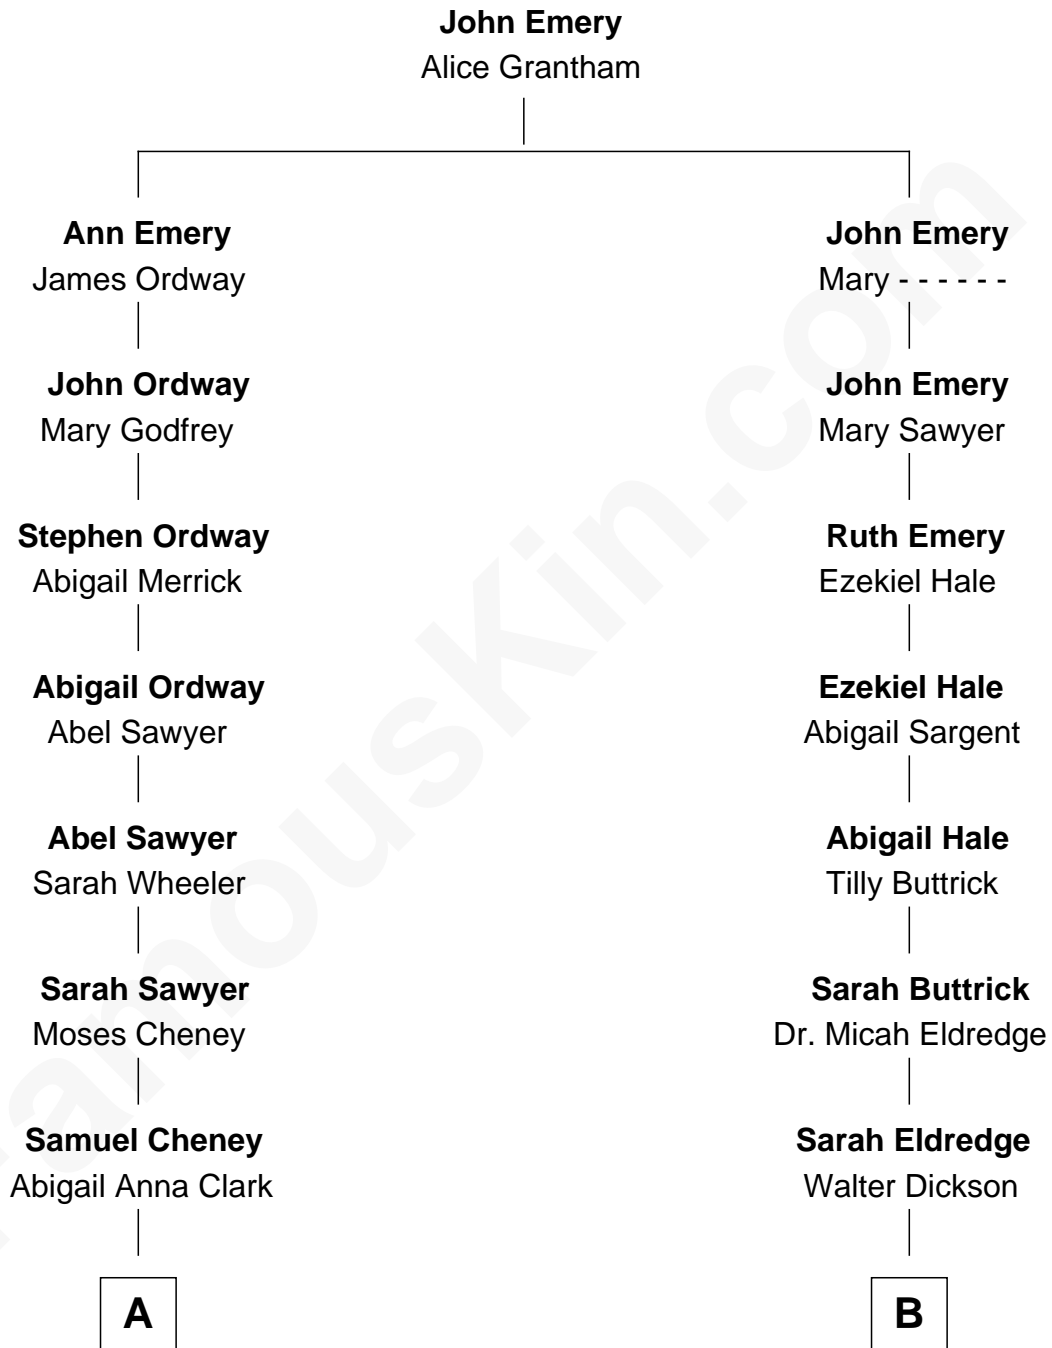 John Emery
Alice Grantham
Ann Emery
James Ordway
John Emery
Mary - - - - - -
John Ordway
Mary Godfrey
John Emery
Mary Sawyer
Stephen Ordway
Abigail Merrick
Ruth Emery
Ezekiel Hale
Abigail Ordway
Abel Sawyer
Ezekiel Hale
Abigail Sargent
Abel Sawyer
Sarah Wheeler
Abigail Hale
Tilly Buttrick
Sarah Sawyer
Moses Cheney
Sarah Buttrick
Dr. Micah Eldredge
Samuel Cheney
Abigail Anna Clark
Sarah Eldredge
Walter Dickson
A
B
FamousKin.com